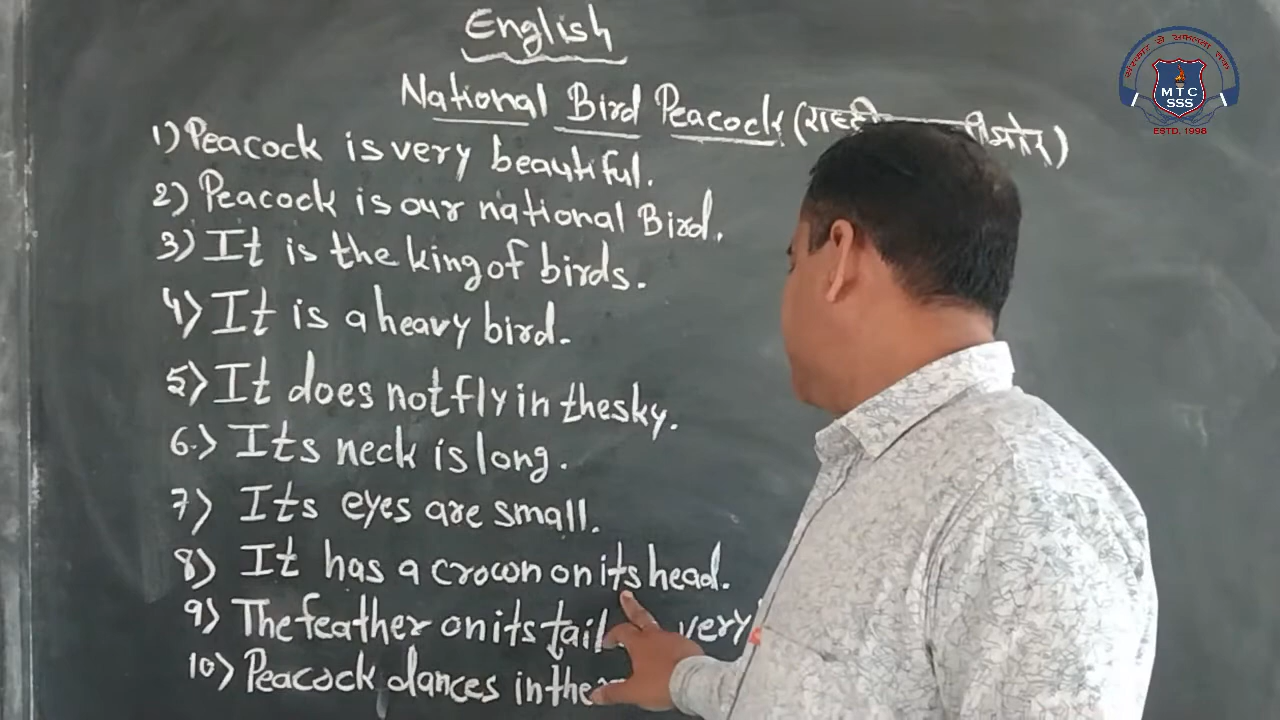 English
National Bird Peacock (राष्ट्री मोर)
1) Peacock is very beautiful.
2) Peacock is our national Bird.
3) It is the king of birds.
4) It is a heavy bird.
5) It does not fly in the sky.
6.) Its neck is long.
7) Its eyes are small.
8) It has a crown on its head.
9) The feather on its tail very
10) Peacock dances in the
संस्कार से सफलता तक
MTC
SSS
ESTD. 1998